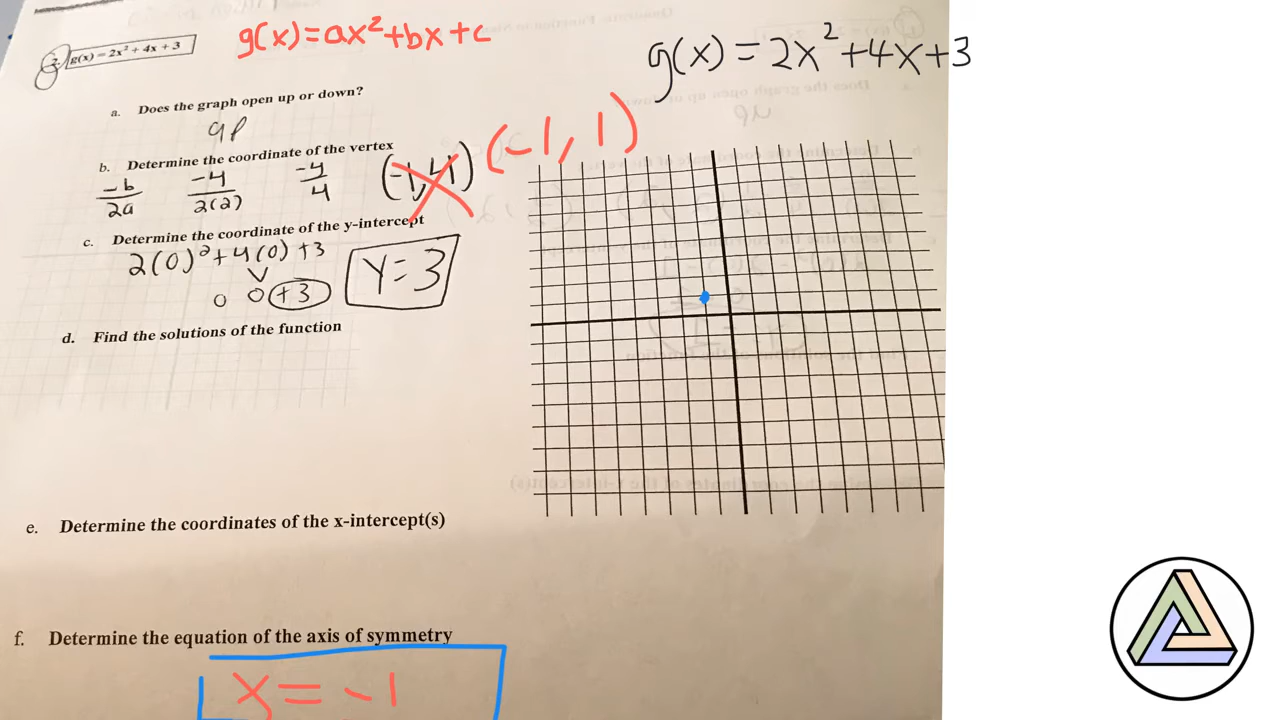 g(x)=ax²+bx+c
g(x)=2x²+4x+3
2. g(x) = 2x² + 4x + 3
a. Does the graph open up or down?
up
b. Determine the coordinate of the vertex
(-1, 1)
-b/2a -4/2(2) -4/4
c. Determine the coordinate of the y-intercept
2(0)²+4(0)+3
0 0 +3
Y=3
d. Find the solutions of the function
e. Determine the coordinates of the x-intercept(s)
f. Determine the equation of the axis of symmetry
x=-1